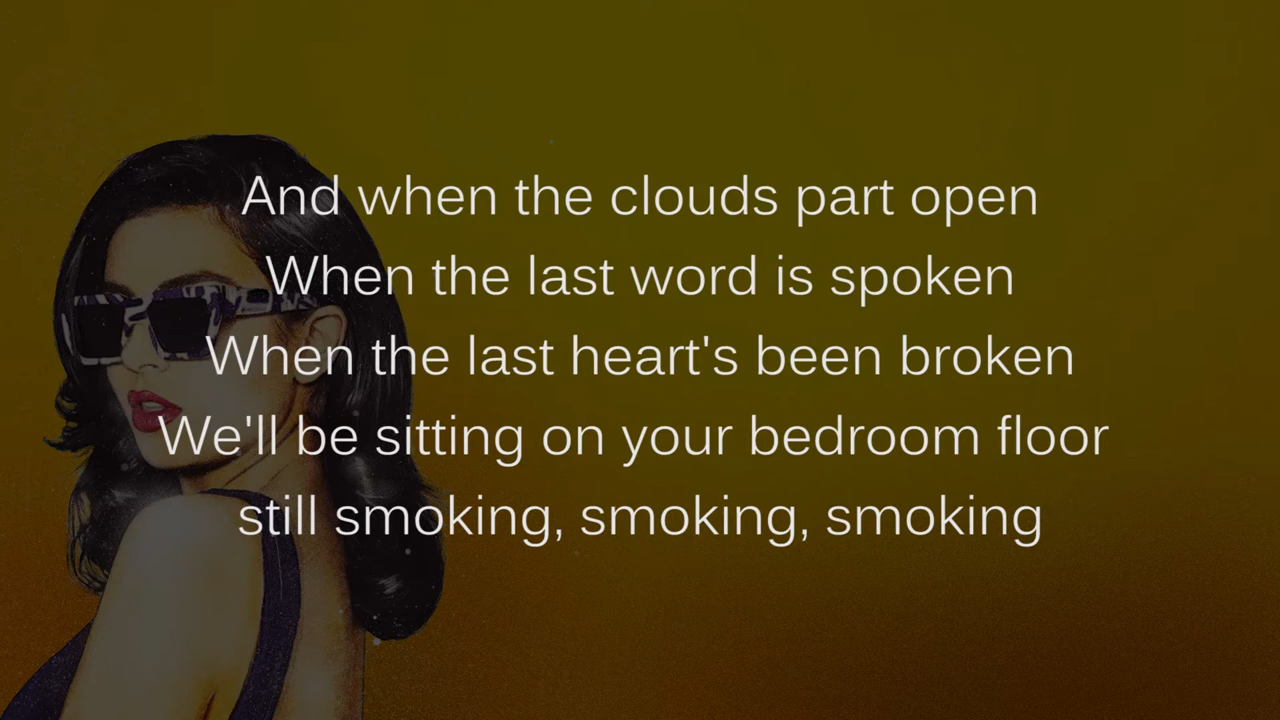 And when the clouds part open
When the last word is spoken
When the last heart's been broken
We'll be sitting on your bedroom floor
still smoking, smoking, smoking